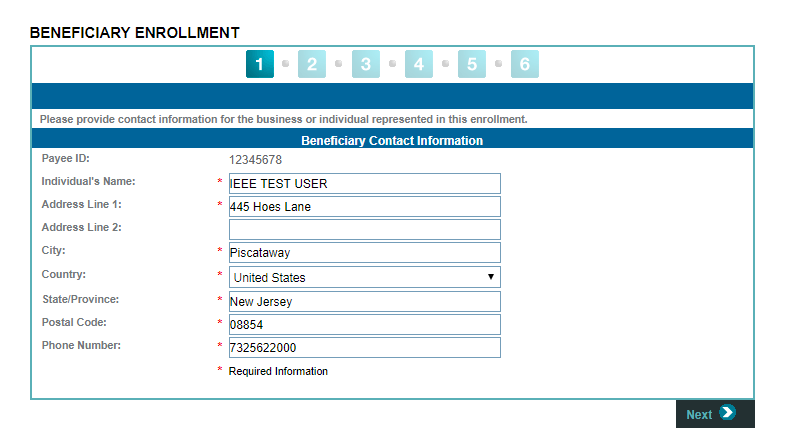 BENEFICIARY ENROLLMENT
1 2 3 4 5 6
Please provide contact information for the business or individual represented in this enrollment.
Beneficiary Contact Information
Payee ID: 12345678
Individual's Name: * IEEE TEST USER
Address Line 1: * 445 Hoes Lane
Address Line 2:
City: * Piscataway
Country: * United States
State/Province: * New Jersey
Postal Code: * 08854
Phone Number: * 7325622000
* Required Information
Next